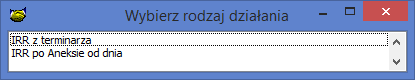 Wybierz rodzaj działania
IRR z terminarza
IRR po Aneksie od dnia